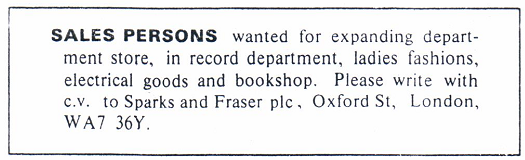 SALES PERSONS wanted for expanding depart-
ment store, in record department, ladies fashions,
electrical goods and bookshop. Please write with
c.v. to Sparks and Fraser plc, Oxford St, London,
WA7 36Y.